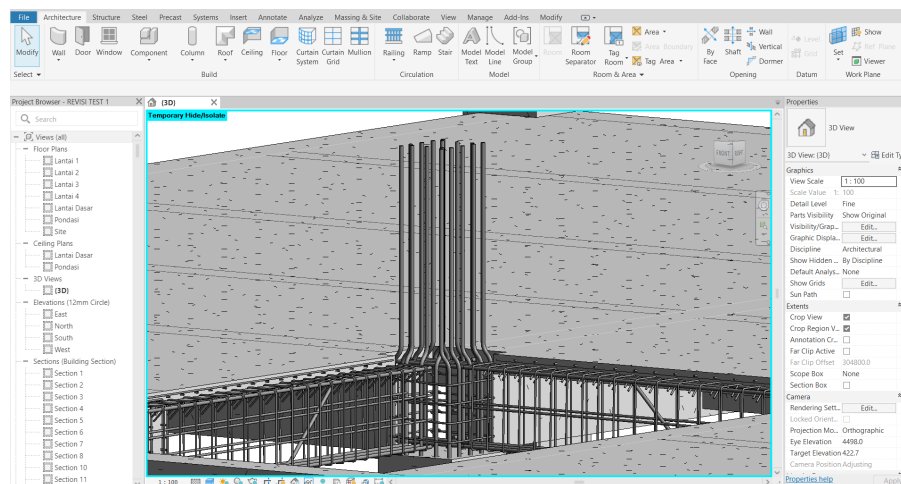 File Architecture Structure Steel Precast Systems Insert Annotate Analyze Massing & Site Collaborate View Manage Add-Ins Modify
Modify Wall Door Window Component Column Roof Ceiling Floor Curtain System Curtain Grid Mullion Railing Ramp Stair Model Text Model Line Model Group Room Room Separator Tag Room Area Area Boundary Tag Area By Face Shaft Wall Vertical Dormer Level Grid Set Show Ref Plane Viewer
Select Build Circulation Model Room & Area Opening Datum Work Plane
Project Browser - REVISI TEST 1
Search
Views (all)
Floor Plans
Lantai 1
Lantai 2
Lantai 3
Lantai 4
Lantai Dasar
Pondasi
Site
Ceiling Plans
Lantai Dasar
Pondasi
3D Views
(3D)
Elevations (12mm Circle)
East
North
South
West
Sections (Building Section)
Section 1
Section 2
Section 3
Section 4
Section 5
Section 6
Section 7
Section 8
Section 10
Section 11
(3D)
Temporary Hide/Isolate
FRONT TOP
1 : 100
Properties
3D View
3D View: (3D) Edit Ty
Graphics
View Scale 1 : 100
Scale Value 1: 100
Detail Level Fine
Parts Visibility Show Original
Visibility/Grap... Edit...
Graphic Displa... Edit...
Discipline Architectural
Show Hidden ... By Discipline
Default Analys... None
Show Grids Edit...
Sun Path
Extents
Crop View
Crop Region V...
Annotation Cr...
Far Clip Active
Far Clip Offset 304800.0
Scope Box None
Section Box
Camera
Rendering Sett... Edit...
Locked Orient...
Projection Mo... Orthographic
Eye Elevation 4498.0
Target Elevation 422.7
Camera Position Adjusting
Properties help Apply